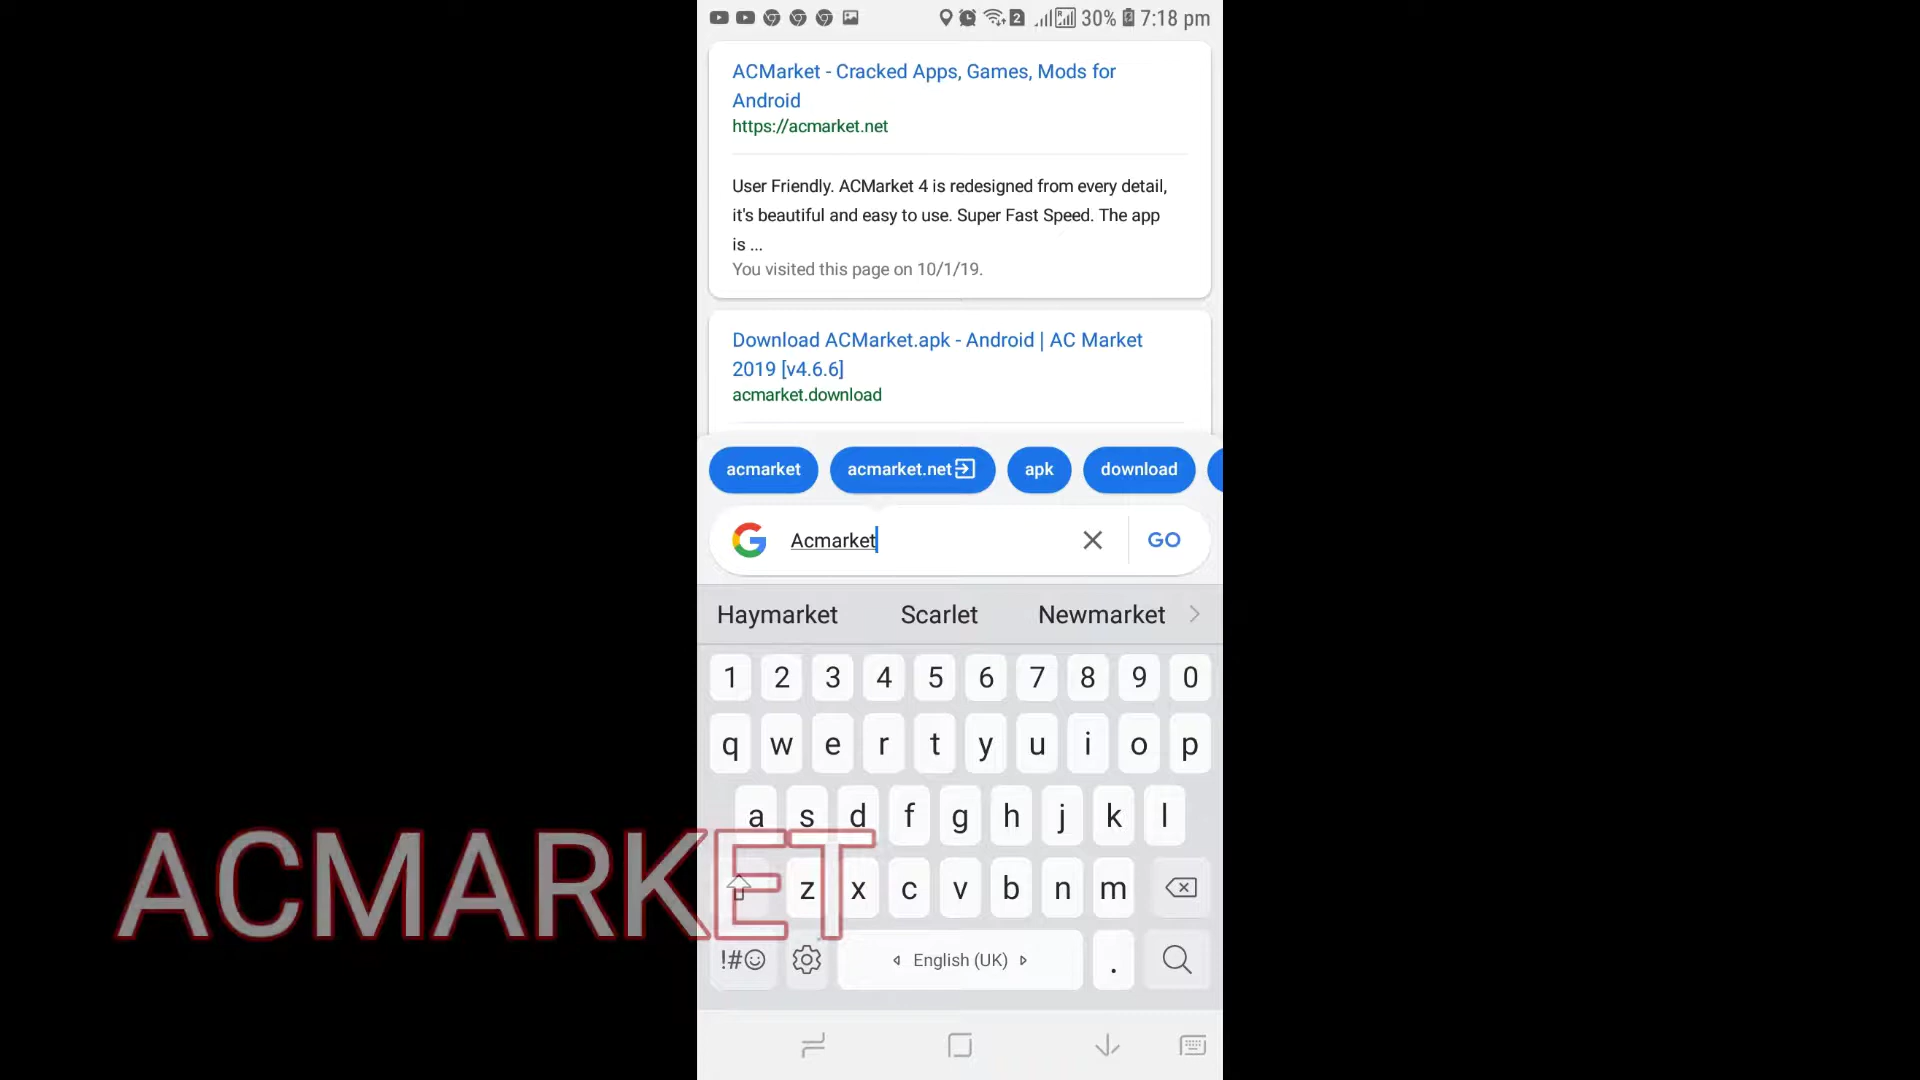 2 30% 7:18 pm
ACMarket - Cracked Apps, Games, Mods for
Android
https://acmarket.net
User Friendly. ACMarket 4 is redesigned from every detail,
it's beautiful and easy to use. Super Fast Speed. The app
is ...
You visited this page on 10/1/19.
Download ACMarket.apk - Android | AC Market
2019 [v4.6.6]
acmarket.download
acmarket acmarket.net apk download
Acmarket GO
Haymarket Scarlet Newmarket
1 2 3 4 5 6 7 8 9 0
q w e r t y u i o p
a s d f g h j k l
z x c v b n m
!#☺ English (UK) .
ACMARKET